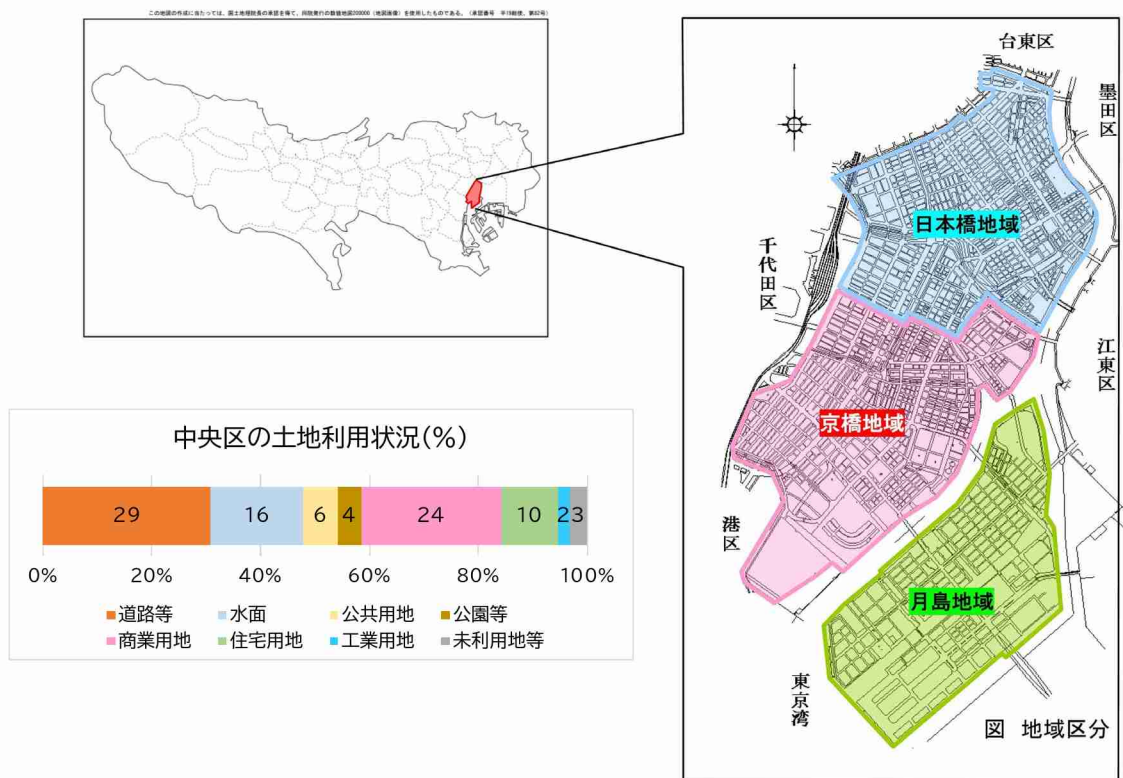 この地図の作成に当たっては、国土地理院長の承認を得て、同院発行の数値地図200000（地図画像）を使用したものである。（承認番号　平19総使、第82号）
台東区
墨田区
日本橋地域
千代田区
江東区
京橋地域
港区
月島地域
東京湾
図　地域区分
中央区の土地利用状況(%)
29 16 6 4 24 10 2 3
0% 20% 40% 60% 80% 100%
道路等 水面 公共用地 公園等
商業用地 住宅用地 工業用地 未利用地等